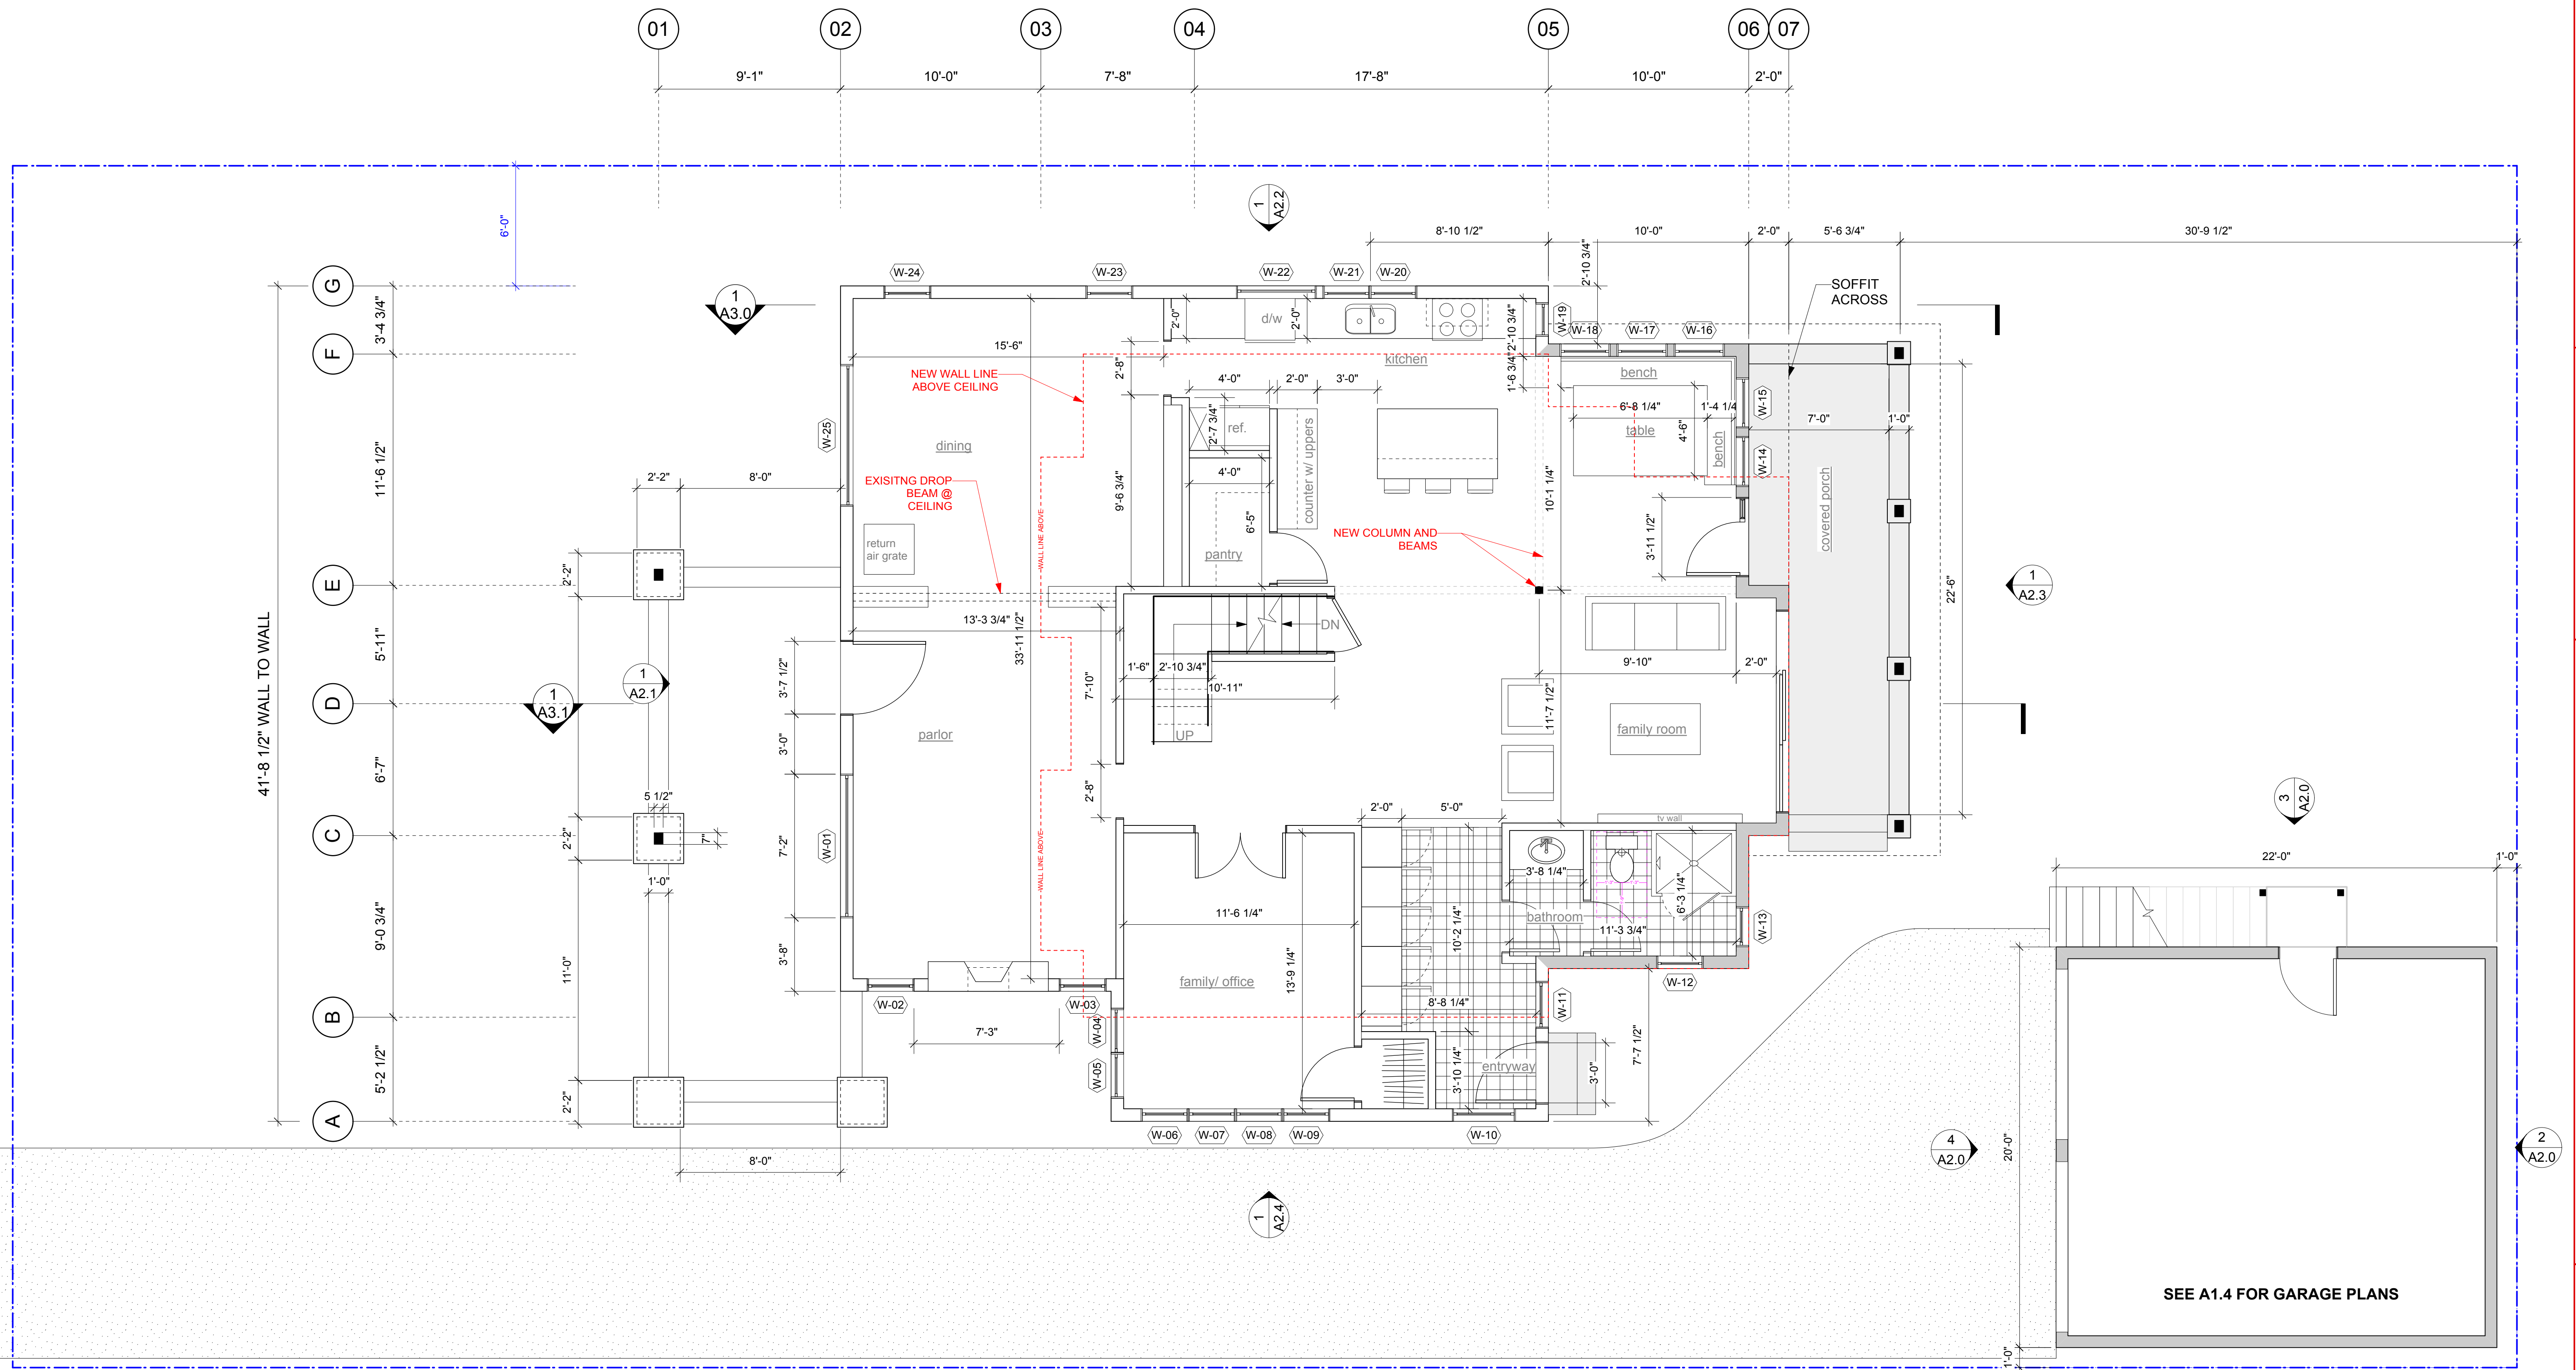 01
02
03
04
05
06
07
9'-1"
10'-0"
7'-8"
17'-8"
10'-0"
2'-0"
6'-0"
1
A2.2
8'-10 1/2"
10'-0"
2'-0"
5'-6 3/4"
30'-9 1/2"
2'-10 3/4"
G
F
E
D
C
B
A
3'-4 3/4"
11'-6 1/2"
5'-11"
6'-7"
9'-0 3/4"
5'-2 1/2"
41'-8 1/2" WALL TO WALL
1
A3.0
W-24
W-23
W-22
W-21
W-20
W-19
W-18
W-17
W-16
SOFFIT
ACROSS
2'-0"
d/w
2'-0"
2'-10 3/4"
1'-6 3/4"
15'-6"
kitchen
NEW WALL LINE
ABOVE CEILING
2'-8"
4'-0"
2'-0"
3'-0"
bench
6'-8 1/4"
1'-4 1/4
table
4'-6"
bench
W-15
W-14
7'-0"
1'-0"
W-25
dining
2'-7 3/4"
ref.
counter w/ uppers
4'-0"
6'-5"
pantry
9'-6 3/4"
10'-1 1/4"
covered porch
2'-2"
8'-0"
EXISITNG DROP
BEAM @
CEILING
WALL LINE ABOVE
NEW COLUMN AND
BEAMS
3'-11 1/2"
return
air grate
2'-2"
1
A2.3
22'-6"
13'-3 3/4"
33'-11 1/2"
DN
1'-6"
2'-10 3/4"
10'-11"
7'-10"
UP
9'-10"
2'-0"
11'-7 1/2"
family room
1
A2.1
1
A3.1
3'-7 1/2"
3'-0"
parlor
5 1/2"
7"
2'-2"
1'-0"
7'-2"
W-01
2'-8"
2'-0"
5'-0"
tv wall
3
A2.0
WALL LINE ABOVE
3'-8 1/4"
6'-3 1/4"
11'-6 1/4"
10'-2 1/4"
bathroom
11'-3 3/4"
W-13
22'-0"
1'-0"
3'-8"
11'-0"
family/ office
13'-9 1/4"
8'-8 1/4"
W-12
W-11
W-02
W-03
W-04
W-05
7'-3"
3'-10 1/4"
entryway
3'-0"
7'-7 1/2"
2'-2"
W-06
W-07
W-08
W-09
W-10
8'-0"
1
A2.4
4
A2.0
20'-0"
2
A2.0
SEE A1.4 FOR GARAGE PLANS
1'-0"